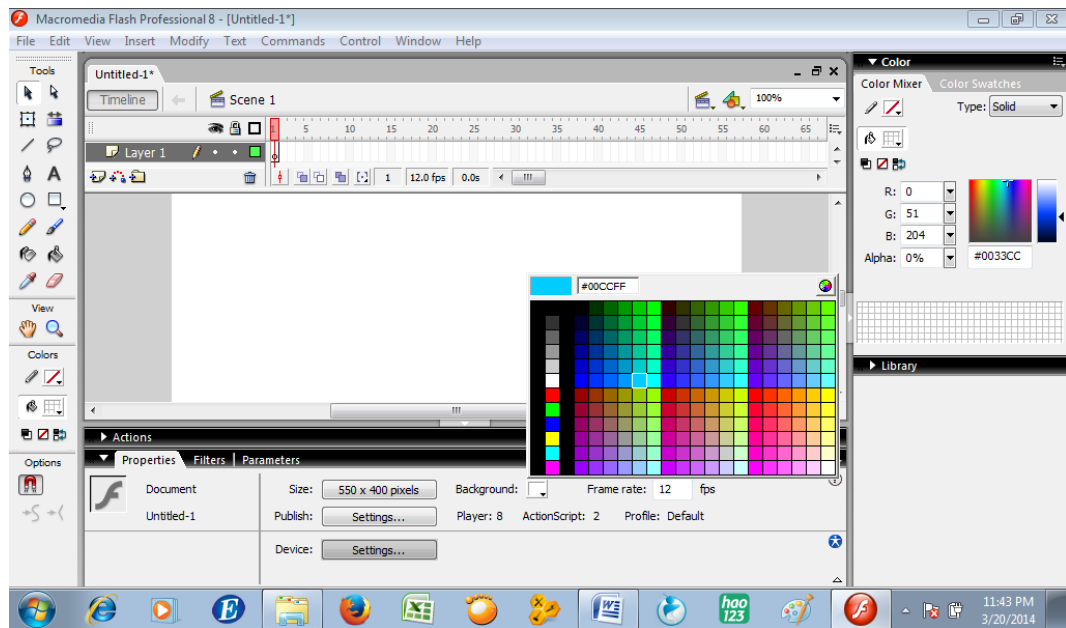 Macromedia Flash Professional 8 - [Untitled-1*]
File Edit View Insert Modify Text Commands Control Window Help
Tools
View
Colors
Options
Untitled-1*
Timeline
Scene 1
100%
1 5 10 15 20 25 30 35 40 45 50 55 60 65
Layer 1
1 12.0 fps 0.0s
#00CCFF
Actions
Properties Filters Parameters
Document
Untitled-1
Size: 550 x 400 pixels Background: Frame rate: 12 fps
Publish: Settings... Player: 8 ActionScript: 2 Profile: Default
Device: Settings...
Color
Color Mixer Color Swatches
Type: Solid
R: 0
G: 51
B: 204
Alpha: 0% #0033CC
Library
hao
123
11:43 PM
3/20/2014